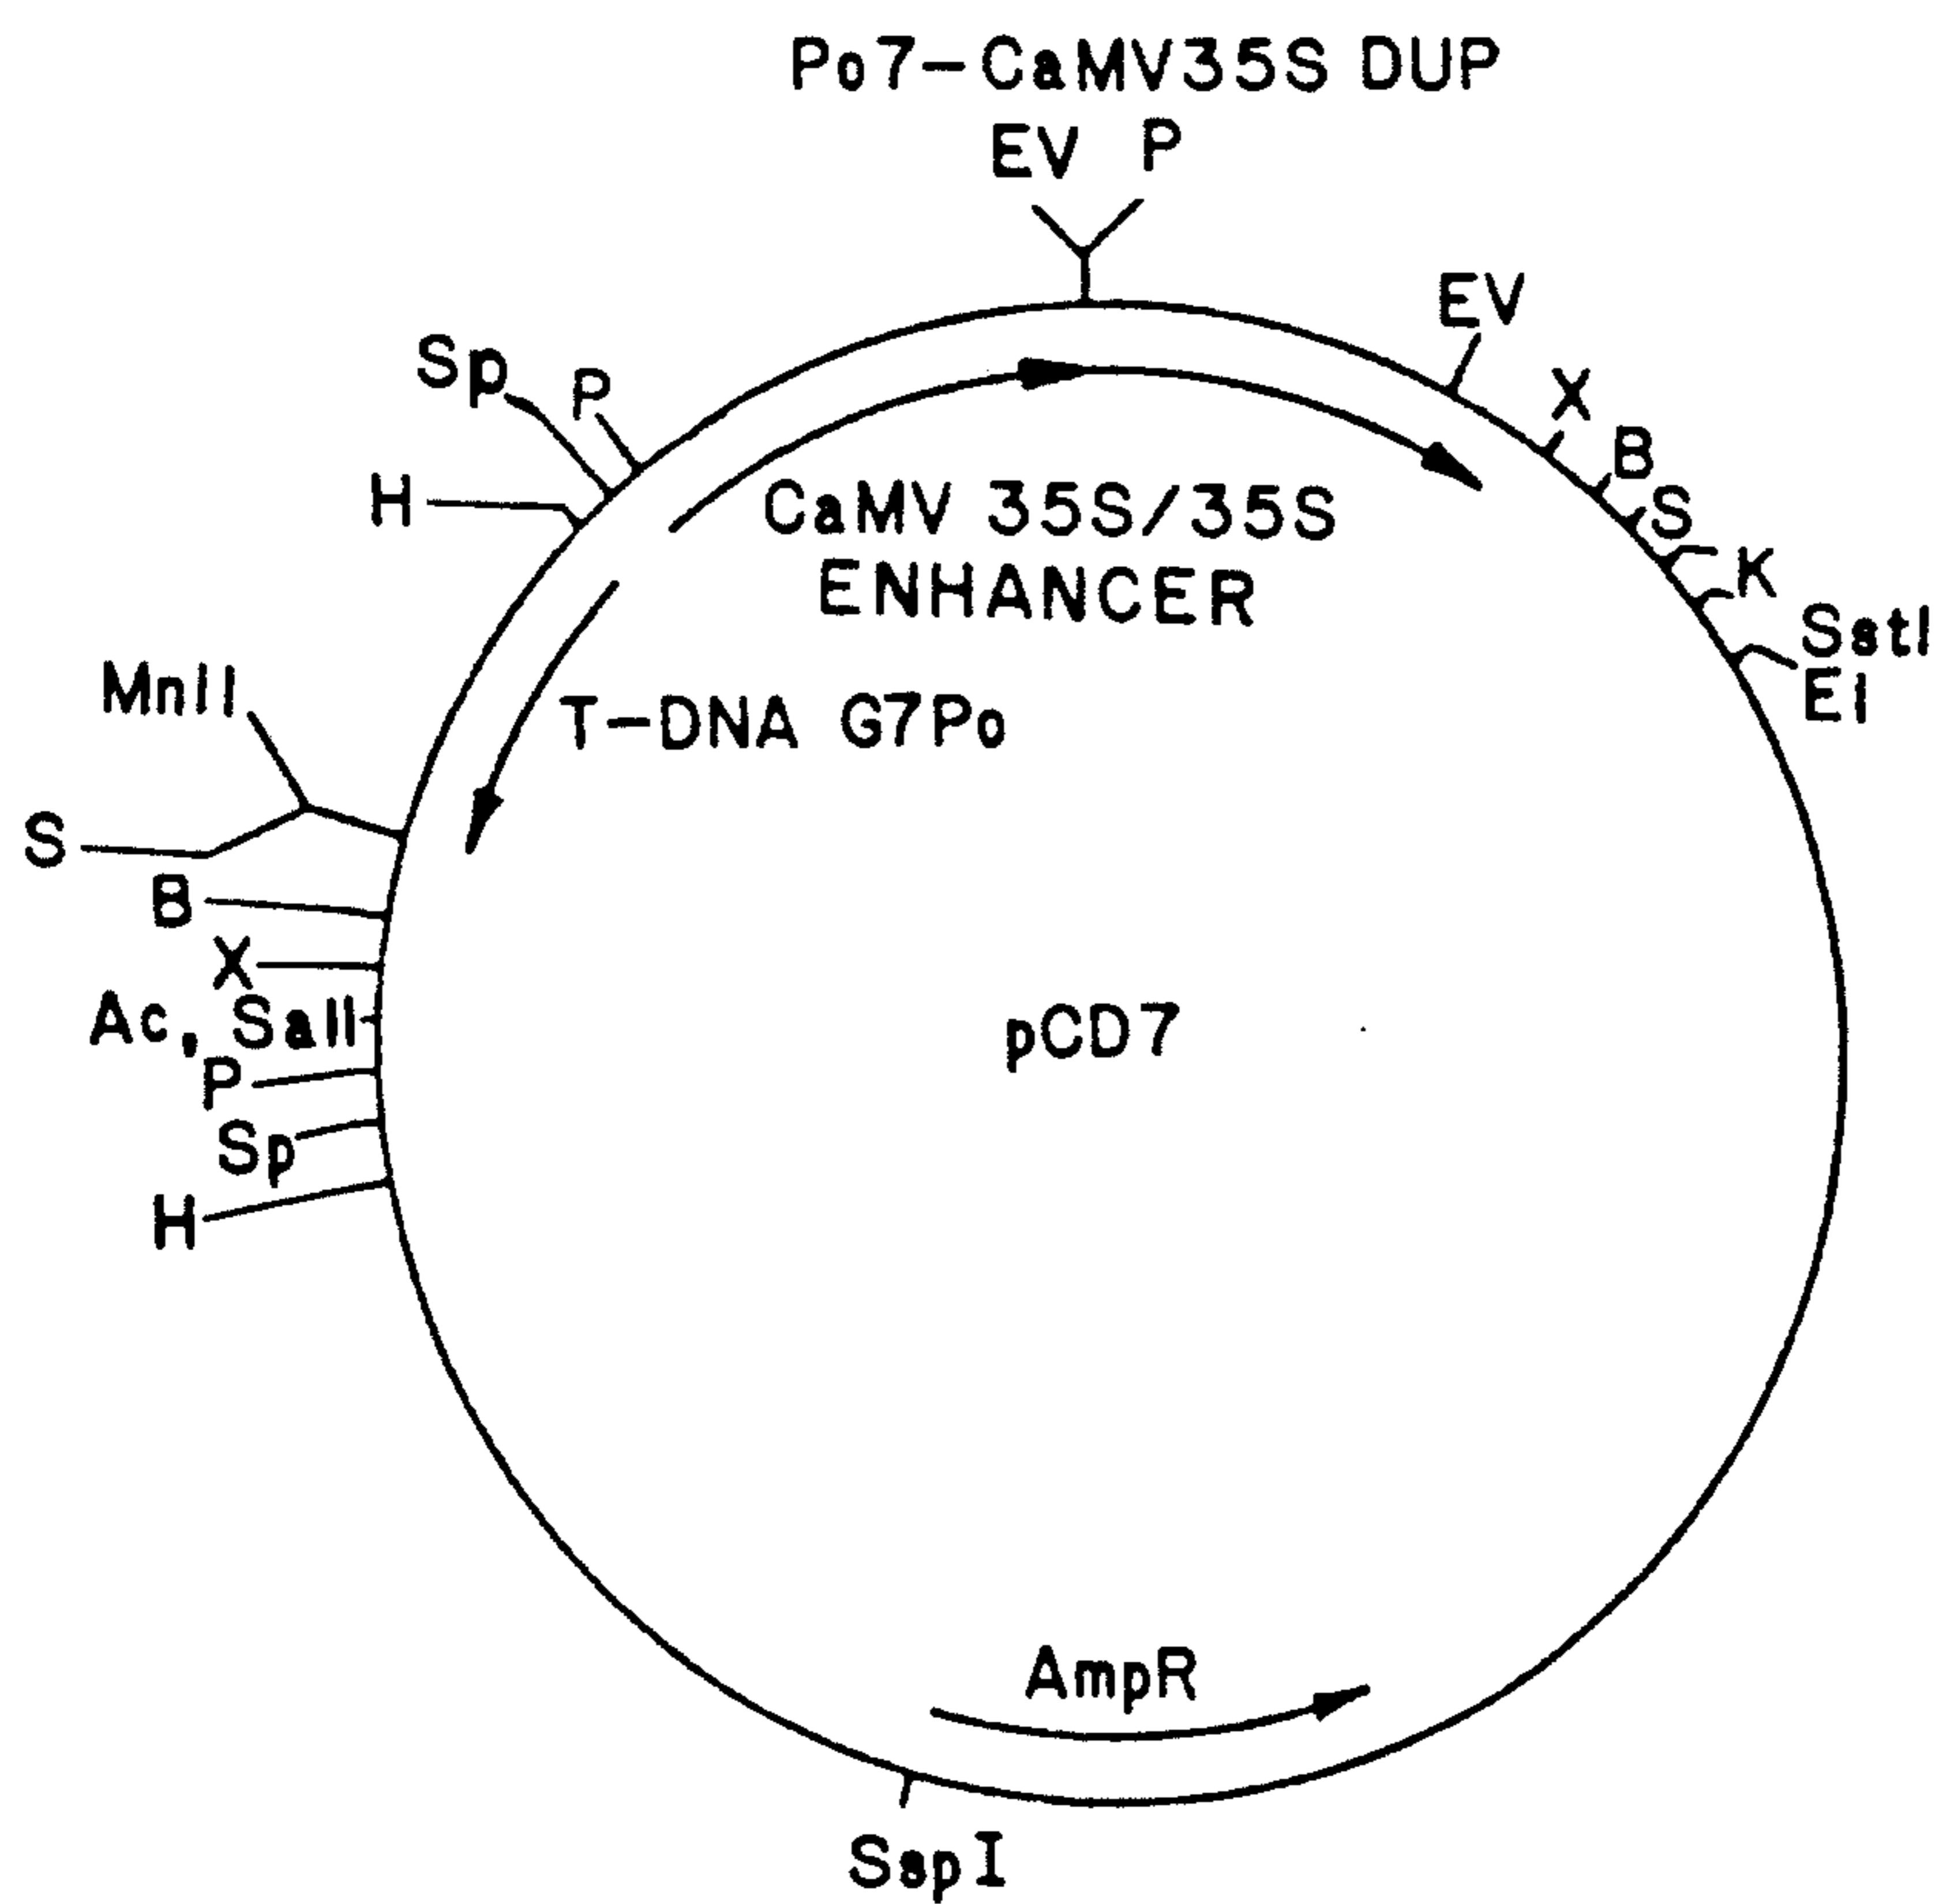 Po7-CaMV35S DUP
EV P
EV
X
B
S
K
SstI
EI
Sp P
H
CaMV 35S/35S
ENHANCER
T-DNA G7Po
MnlI
S
B
X
Ac, SalI
P
Sp
H
pCD7
AmpR
SspI